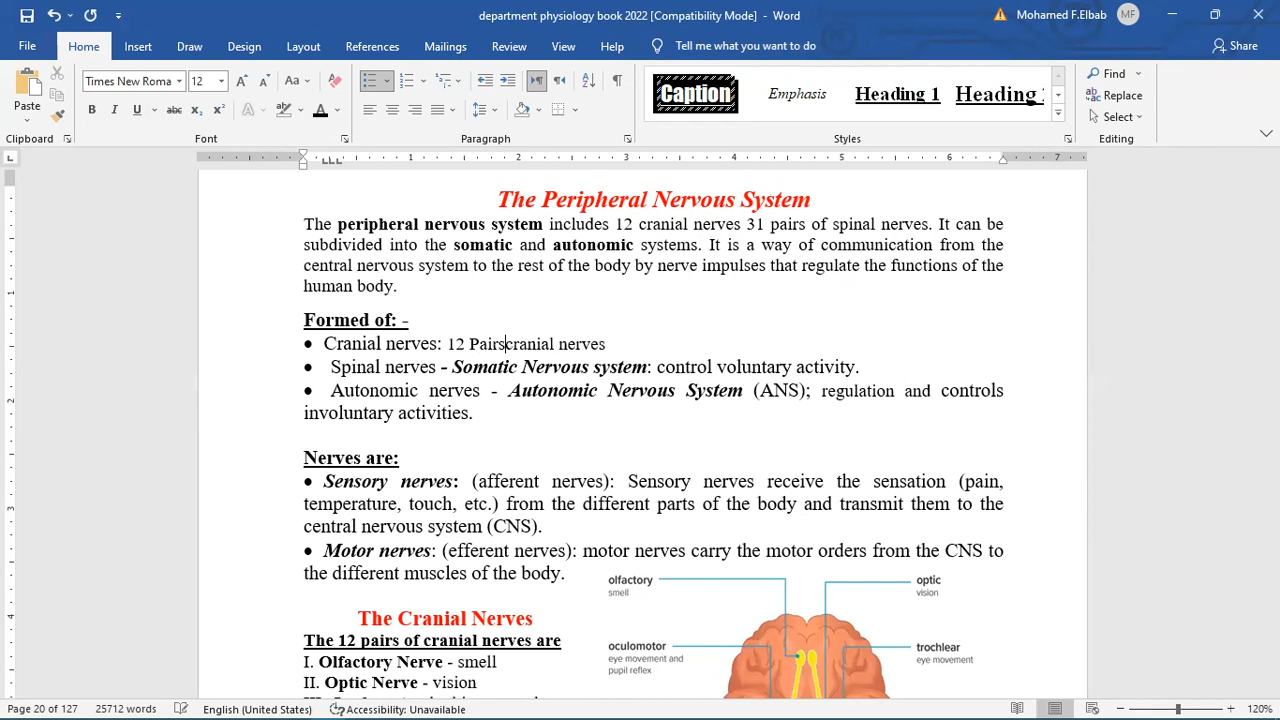 department physiology book 2022 [Compatibility Mode] - Word
Mohamed F.Elbab
MF
File Home Insert Draw Design Layout References Mailings Review View Help Tell me what you want to do
Share
Paste
Times New Roma 12
Caption Emphasis Heading 1 Heading
Find
Replace
Select
Clipboard Font Paragraph Styles Editing
The Peripheral Nervous System
The peripheral nervous system includes 12 cranial nerves 31 pairs of spinal nerves. It can be
subdivided into the somatic and autonomic systems. It is a way of communication from the
central nervous system to the rest of the body by nerve impulses that regulate the functions of the
human body.
Formed of: -
• Cranial nerves: 12 Pairscranial nerves
• Spinal nerves - Somatic Nervous system: control voluntary activity.
• Autonomic nerves - Autonomic Nervous System (ANS); regulation and controls
involuntary activities.
Nerves are:
• Sensory nerves: (afferent nerves): Sensory nerves receive the sensation (pain,
temperature, touch, etc.) from the different parts of the body and transmit them to the
central nervous system (CNS).
• Motor nerves: (efferent nerves): motor nerves carry the motor orders from the CNS to
the different muscles of the body.
The Cranial Nerves
The 12 pairs of cranial nerves are
I. Olfactory Nerve - smell
II. Optic Nerve - vision
olfactory
smell
optic
vision
oculomotor
eye movement and
pupil reflex
trochlear
eye movement
Page 20 of 127 25712 words English (United States) Accessibility: Unavailable 120%